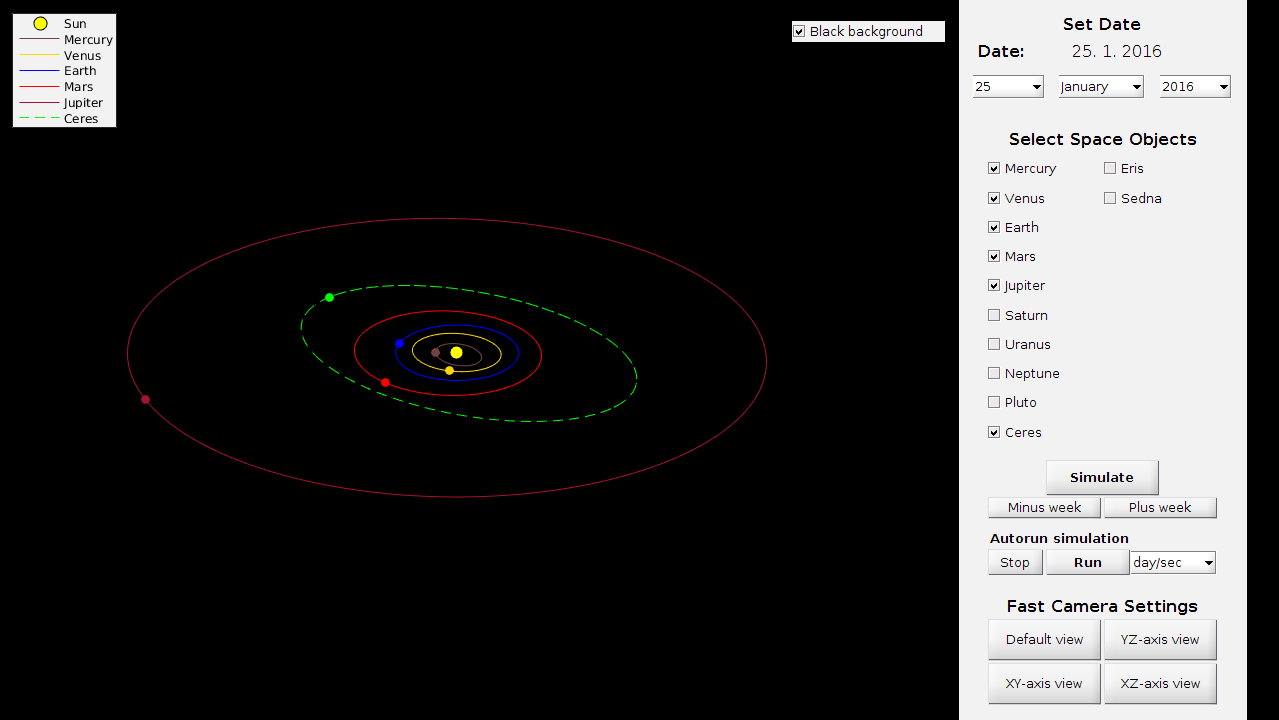 Sun
Mercury
Venus
Earth
Mars
Jupiter
Ceres
Black background
Set Date
Date: 25. 1. 2016
25 January 2016
Select Space Objects
Mercury Eris
Venus Sedna
Earth
Mars
Jupiter
Saturn
Uranus
Neptune
Pluto
Ceres
Simulate
Minus week Plus week
Autorun simulation
Stop Run day/sec
Fast Camera Settings
Default view YZ-axis view
XY-axis view XZ-axis view